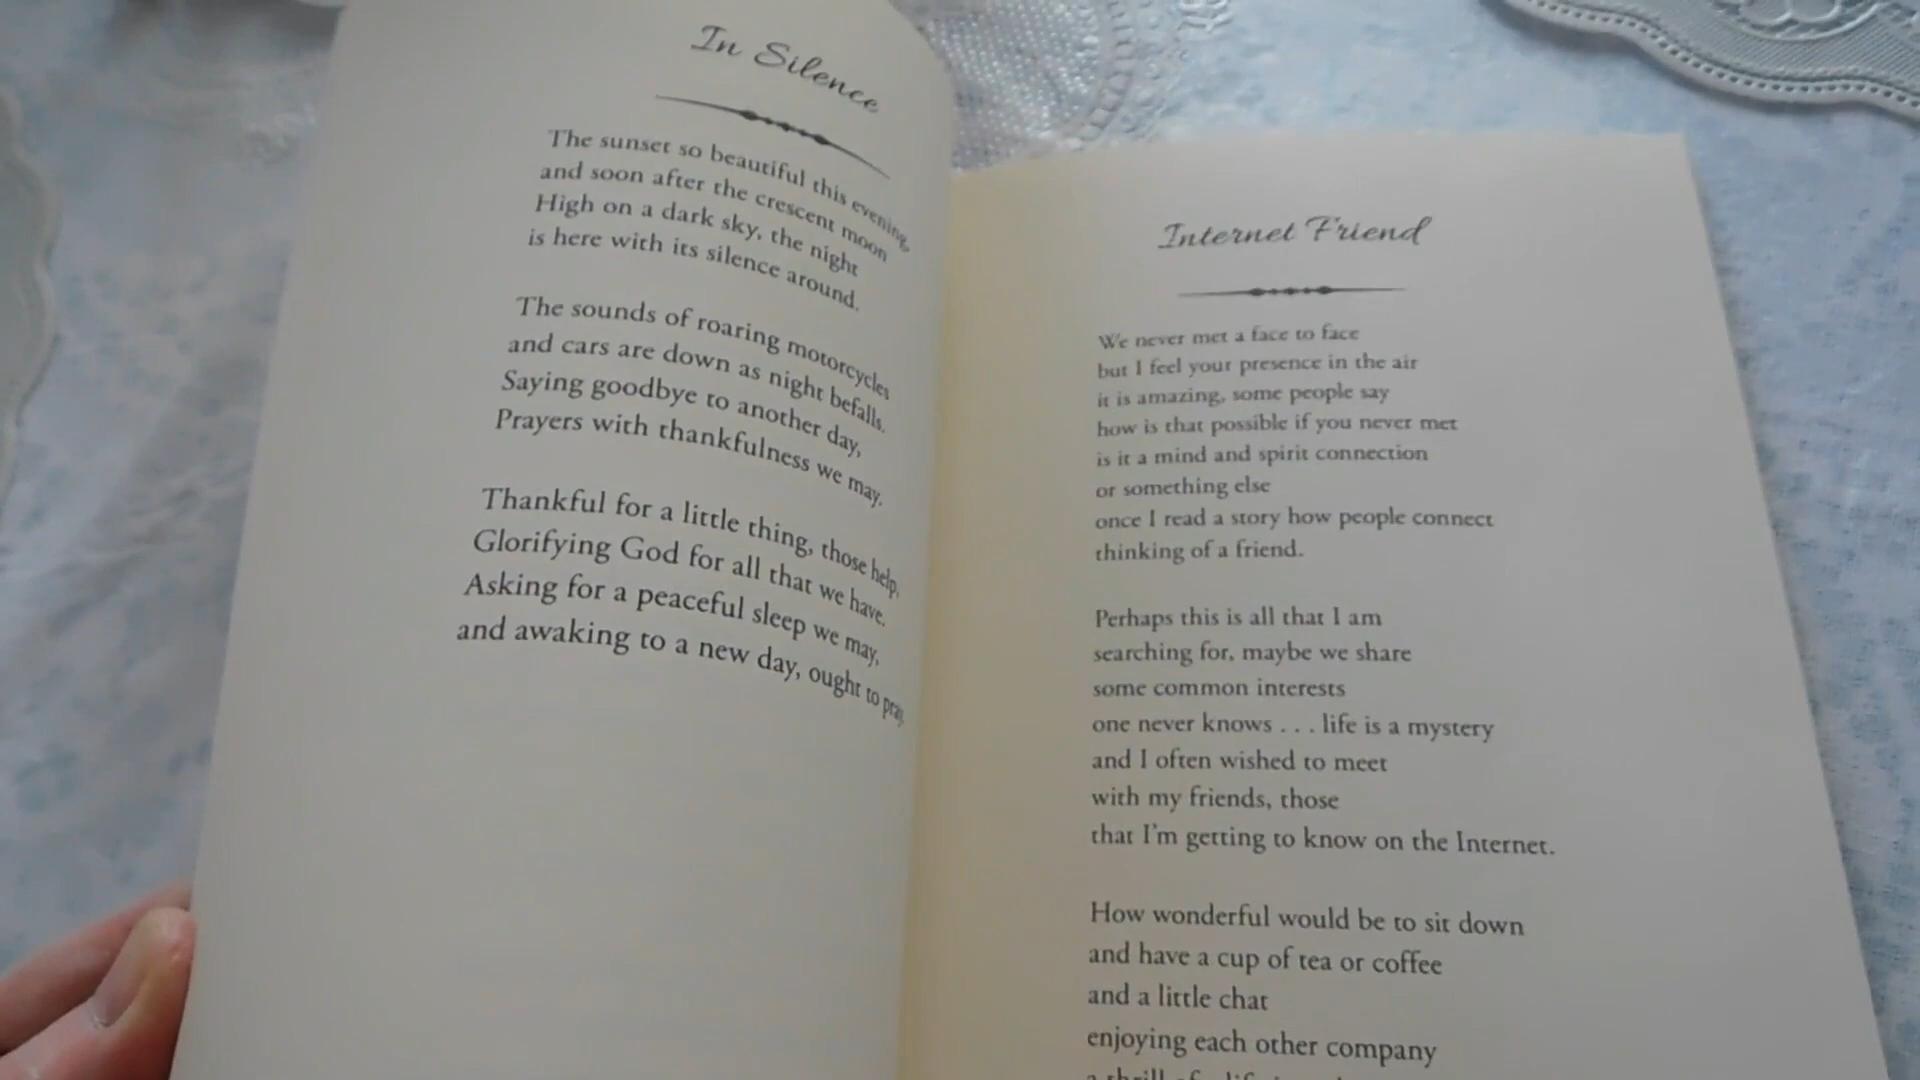 In Silence
The sunset so beautiful this evening,
and soon after the crescent moon
High on a dark sky, the night
is here with its silence around.
The sounds of roaring motorcycles
and cars are down as night befalls.
Saying goodbye to another day,
Prayers with thankfulness we may.
Thankful for a little thing, those help,
Glorifying God for all that we have.
Asking for a peaceful sleep we may,
and awaking to a new day, ought to pray.
Internet Friend
We never met a face to face
but I feel your presence in the air
it is amazing, some people say
how is that possible if you never met
is it a mind and spirit connection
or something else
once I read a story how people connect
thinking of a friend.
Perhaps this is all that I am
searching for, maybe we share
some common interests
one never knows . . . life is a mystery
and I often wished to meet
with my friends, those
that I'm getting to know on the Internet.
How wonderful would be to sit down
and have a cup of tea or coffee
and a little chat
enjoying each other company